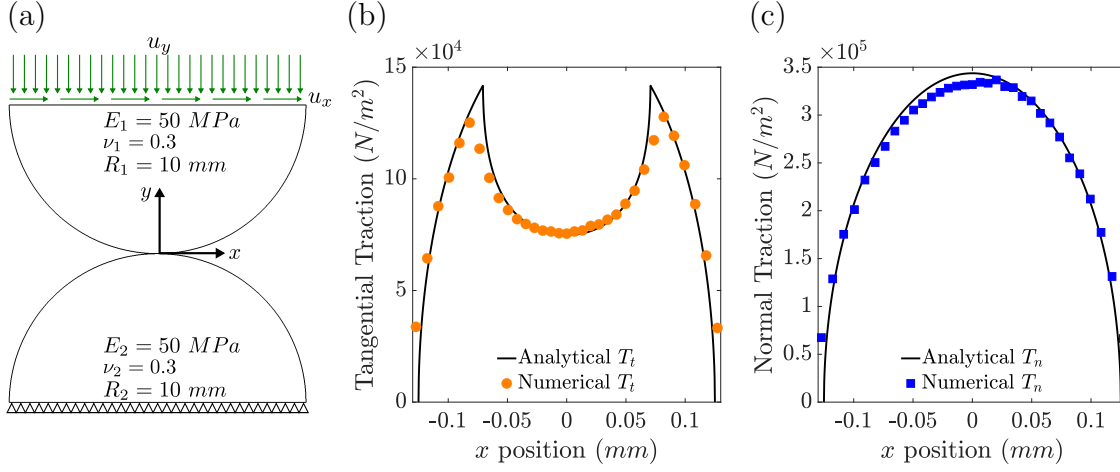 (a)
u_y
u_x
E_1 = 50 MPa
ν_1 = 0.3
R_1 = 10 mm
y
x
E_2 = 50 MPa
ν_2 = 0.3
R_2 = 10 mm
(b)
×10^4
15
10
5
0
-0.1
-0.05
0
0.05
0.1
Tangential Traction (N/m^2)
x position (mm)
Analytical T_t
Numerical T_t
(c)
×10^5
3.5
3
2.5
2
1.5
1
0.5
0
-0.1
-0.05
0
0.05
0.1
Normal Traction (N/m^2)
x position (mm)
Analytical T_n
Numerical T_n